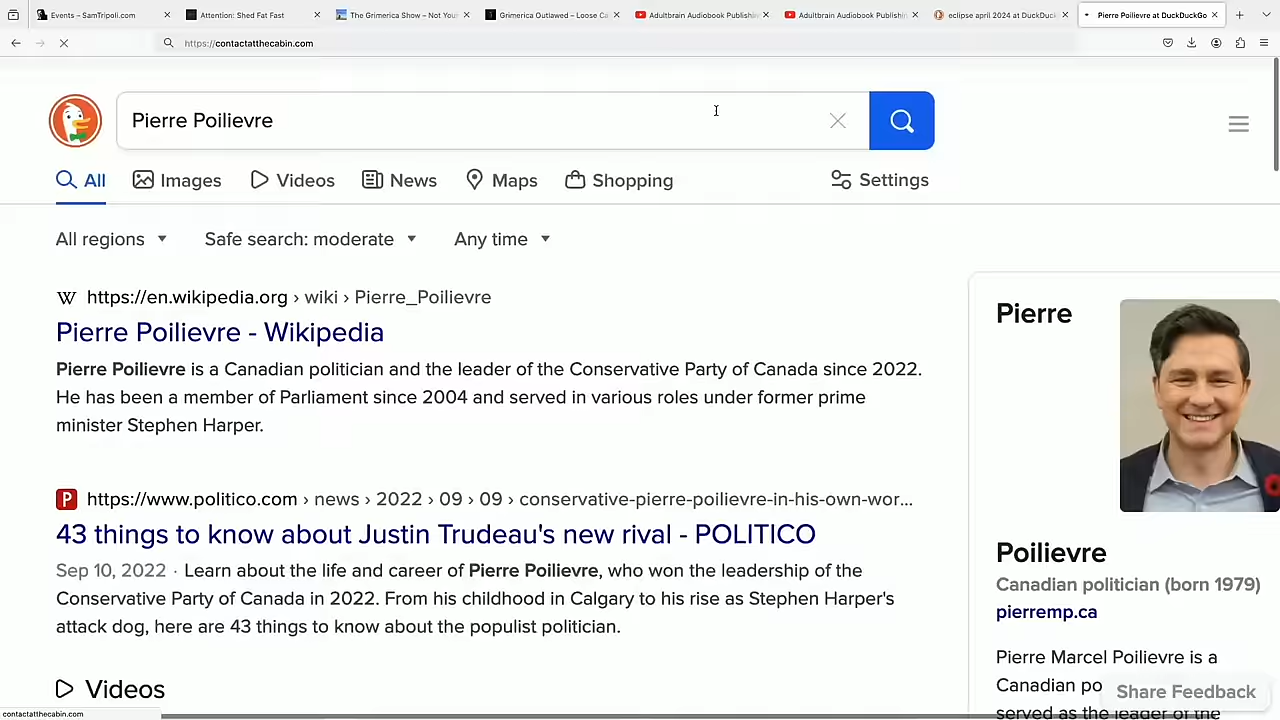 Events – SamTripoli.com
Attention: Shed Fat Fast
The Grimerica Show – Not Your
Grimerica Outlawed – Loose Ca
Adultbrain Audiobook Publishi
Adultbrain Audiobook Publishin
eclipse april 2024 at DuckDuck
Pierre Poilievre at DuckDuckGo
https://contactatthecabin.com
Pierre Poilievre
All
Images
Videos
News
Maps
Shopping
Settings
All regions
Safe search: moderate
Any time
W https://en.wikipedia.org › wiki › Pierre_Poilievre
Pierre Poilievre - Wikipedia
Pierre Poilievre is a Canadian politician and the leader of the Conservative Party of Canada since 2022.
He has been a member of Parliament since 2004 and served in various roles under former prime
minister Stephen Harper.
P https://www.politico.com › news › 2022 › 09 › 09 › conservative-pierre-poilievre-in-his-own-wor...
43 things to know about Justin Trudeau's new rival - POLITICO
Sep 10, 2022 · Learn about the life and career of Pierre Poilievre, who won the leadership of the
Conservative Party of Canada in 2022. From his childhood in Calgary to his rise as Stephen Harper's
attack dog, here are 43 things to know about the populist politician.
Videos
Pierre
Poilievre
Canadian politician (born 1979)
pierremp.ca
Pierre Marcel Poilievre is a
Canadian po
served as the leader of the
Share Feedback
contactatthecabin.com